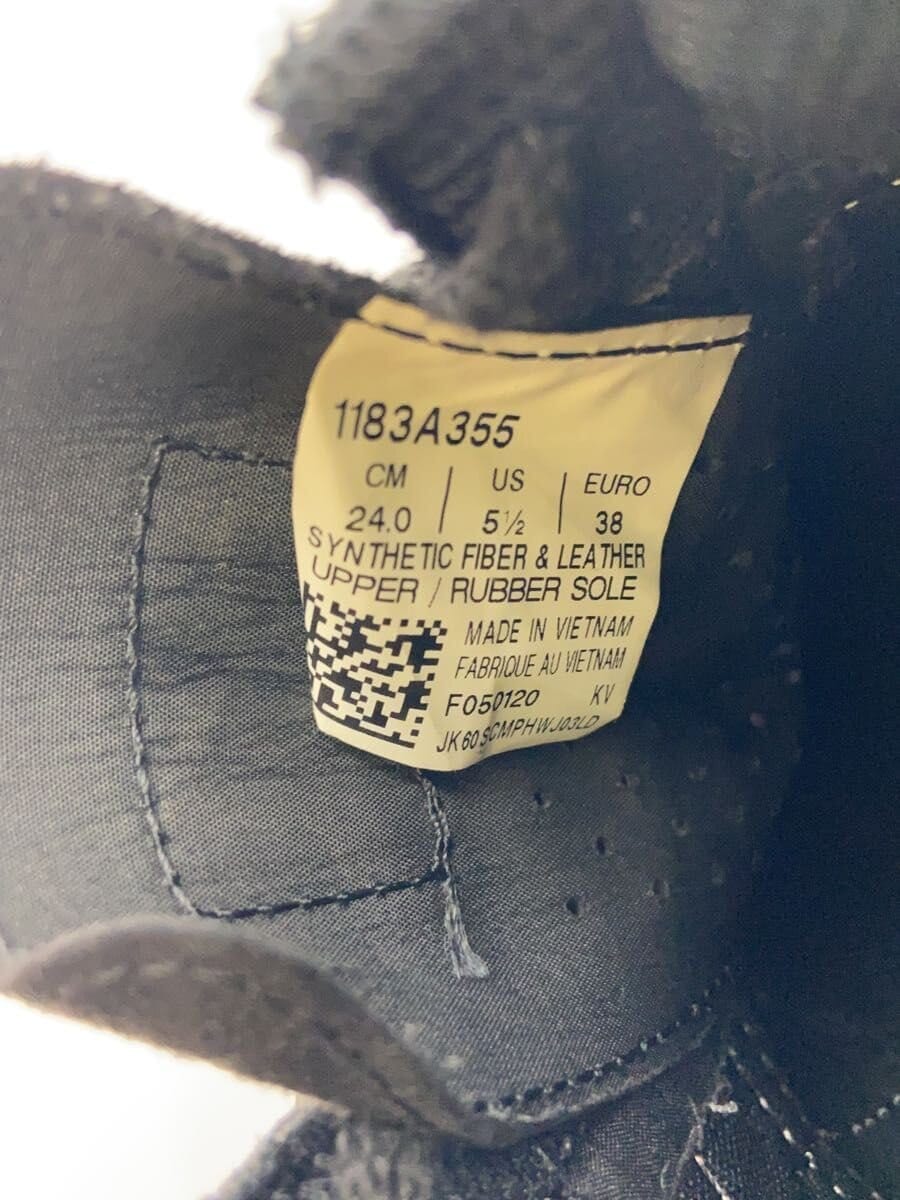 1183A355
CM | US | EURO
24.0 | 5½ | 38
SYNTHETIC FIBER & LEATHER
UPPER / RUBBER SOLE
MADE IN VIETNAM
FABRIQUE AU VIETNAM
F050120 KV
JK60SCMPHWJ03LD